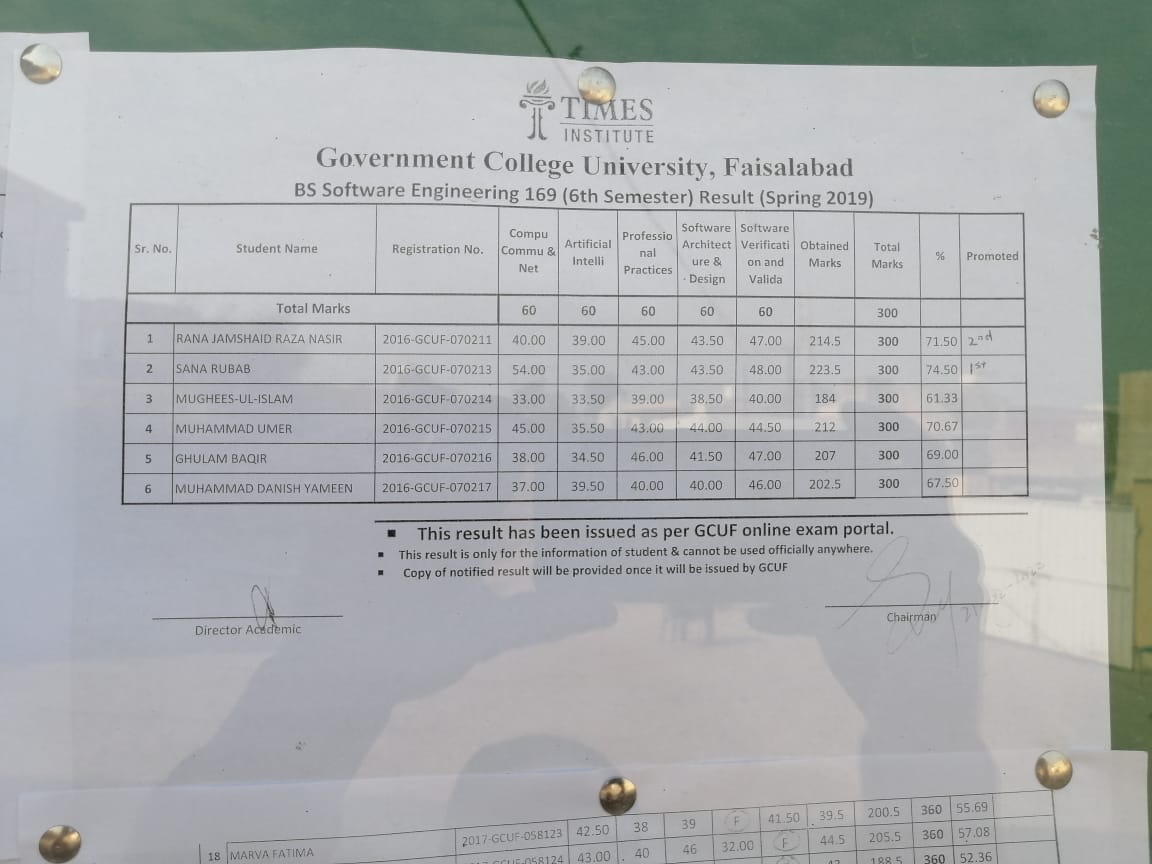 TIMES
INSTITUTE
Government College University, Faisalabad
BS Software Engineering 169 (6th Semester) Result (Spring 2019)
Sr. No. Student Name Registration No. Compu Commu & Net Artificial Intelli Professio nal Practices Software Architect ure & Design Software Verificati on and Valida Obtained Marks Total Marks % Promoted
Total Marks 60 60 60 60 60 300
1 RANA JAMSHAID RAZA NASIR 2016-GCUF-070211 40.00 39.00 45.00 43.50 47.00 214.5 300 71.50 2nd
2 SANA RUBAB 2016-GCUF-070213 54.00 35.00 43.00 43.50 48.00 223.5 300 74.50 1st
3 MUGHEES-UL-ISLAM 2016-GCUF-070214 33.00 33.50 39.00 38.50 40.00 184 300 61.33
4 MUHAMMAD UMER 2016-GCUF-070215 45.00 35.50 43.00 44.00 44.50 212 300 70.67
5 GHULAM BAQIR 2016-GCUF-070216 38.00 34.50 46.00 41.50 47.00 207 300 69.00
6 MUHAMMAD DANISH YAMEEN 2016-GCUF-070217 37.00 39.50 40.00 40.00 46.00 202.5 300 67.50
▪ This result has been issued as per GCUF online exam portal.
▪ This result is only for the information of student & cannot be used officially anywhere.
▪ Copy of notified result will be provided once it will be issued by GCUF
Director Academic
Chairman
2017-GCUF-058123 42.50 38 39 F 41.50 39.5 200.5 360 55.69
18 MARVA FATIMA 058124 43.00 40 46 32.00 F 44.5 205.5 360 57.08
188.5 360 52.36